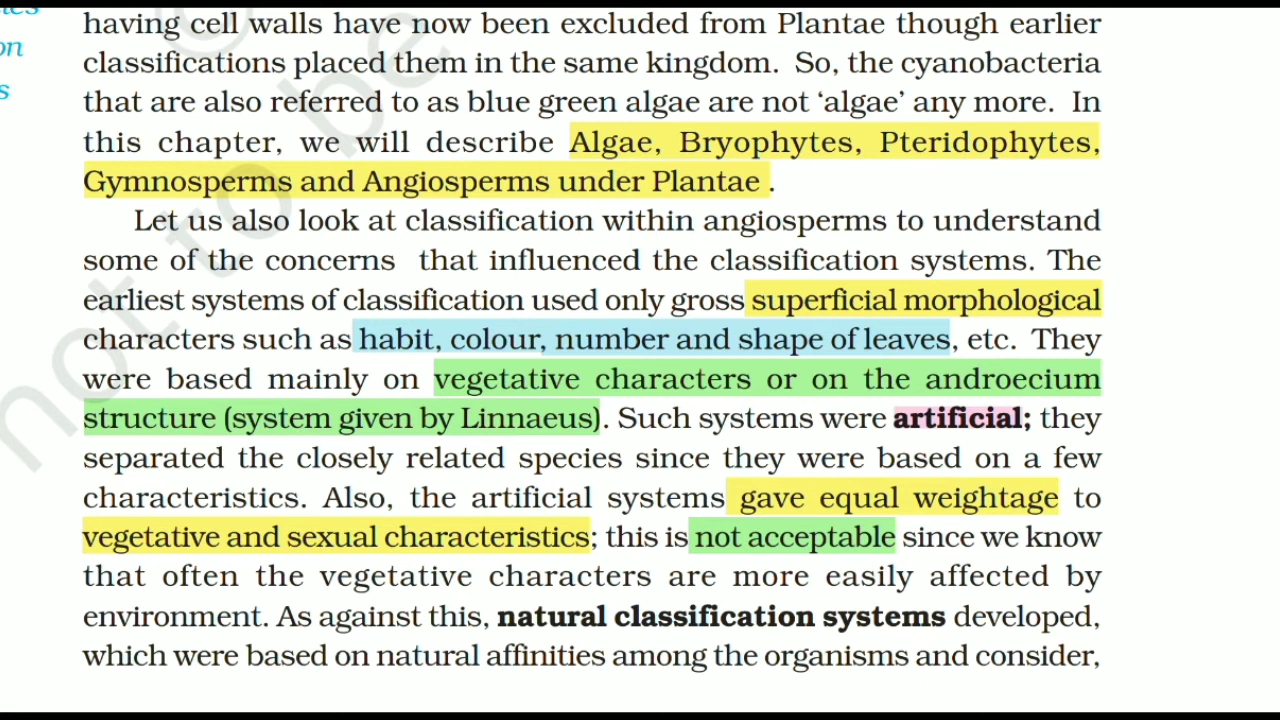 having cell walls have now been excluded from Plantae though earlier
classifications placed them in the same kingdom. So, the cyanobacteria
on
that are also referred to as blue green algae are not ‘algae’ any more. In
this chapter, we will describe Algae, Bryophytes, Pteridophytes,
Gymnosperms and Angiosperms under Plantae .
Let us also look at classification within angiosperms to understand
some of the concerns that influenced the classification systems. The
earliest systems of classification used only gross superficial morphological
characters such as habit, colour, number and shape of leaves, etc. They
were based mainly on vegetative characters or on the androecium
structure (system given by Linnaeus). Such systems were artificial; they
separated the closely related species since they were based on a few
characteristics. Also, the artificial systems gave equal weightage to
vegetative and sexual characteristics; this is not acceptable since we know
that often the vegetative characters are more easily affected by
environment. As against this, natural classification systems developed,
which were based on natural affinities among the organisms and consider,
not to be